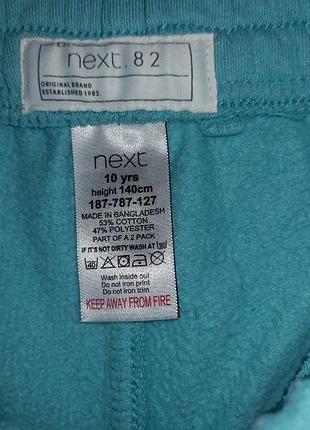 next.82
ORIGINAL BRAND
ESTABLISHED 1982.
next
10 yrs
height 140cm
187-787-127
MADE IN BANGLADESH
53% COTTON
47% POLYESTER
PART OF A 2 PACK
IF IT'S NOT DIRTY WASH AT 30
40
Wash inside out
Do not iron print
Do not iron trim
KEEP AWAY FROM FIRE